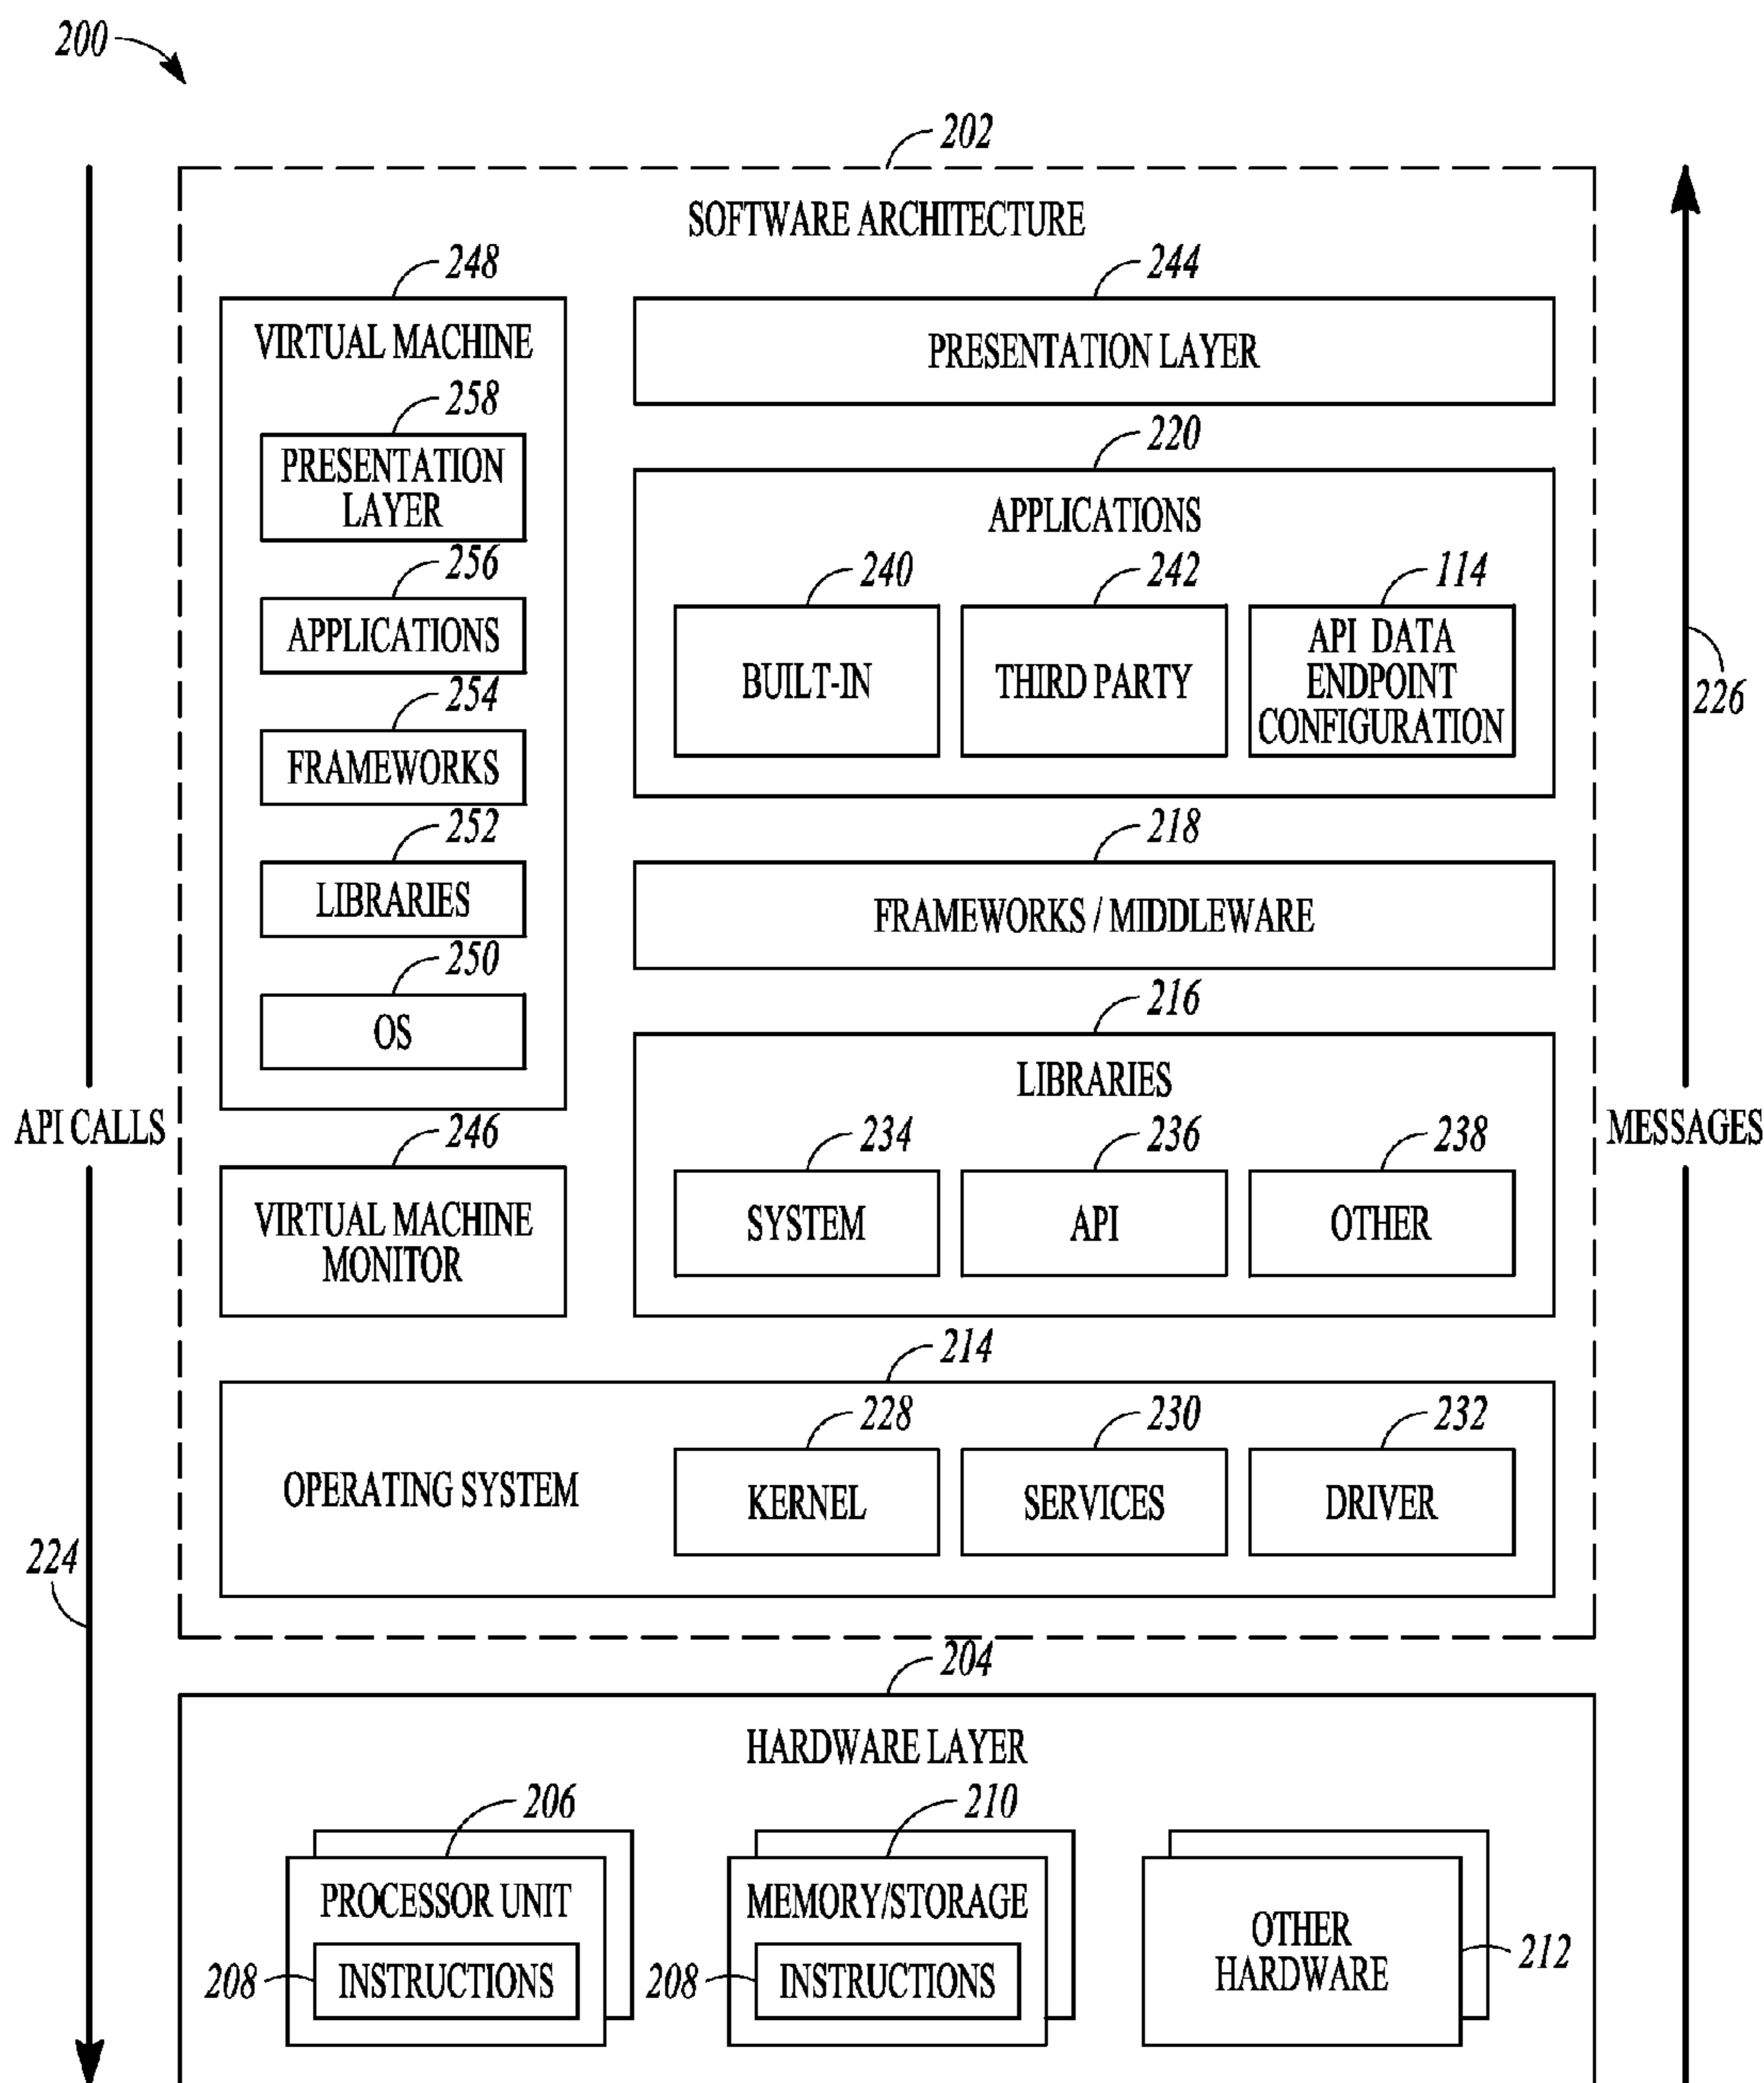 200
202
SOFTWARE ARCHITECTURE
248
VIRTUAL MACHINE
258
PRESENTATION
LAYER
256
APPLICATIONS
254
FRAMEWORKS
252
LIBRARIES
250
OS
246
VIRTUAL MACHINE
MONITOR
244
PRESENTATION LAYER
220
APPLICATIONS
240
BUILT-IN
242
THIRD PARTY
114
API DATA
ENDPOINT
CONFIGURATION
218
FRAMEWORKS / MIDDLEWARE
216
LIBRARIES
234
SYSTEM
236
API
238
OTHER
214
OPERATING SYSTEM
228
KERNEL
230
SERVICES
232
DRIVER
API CALLS
224
MESSAGES
226
204
HARDWARE LAYER
206
PROCESSOR UNIT
208
INSTRUCTIONS
210
MEMORY/STORAGE
208
INSTRUCTIONS
OTHER
HARDWARE
212